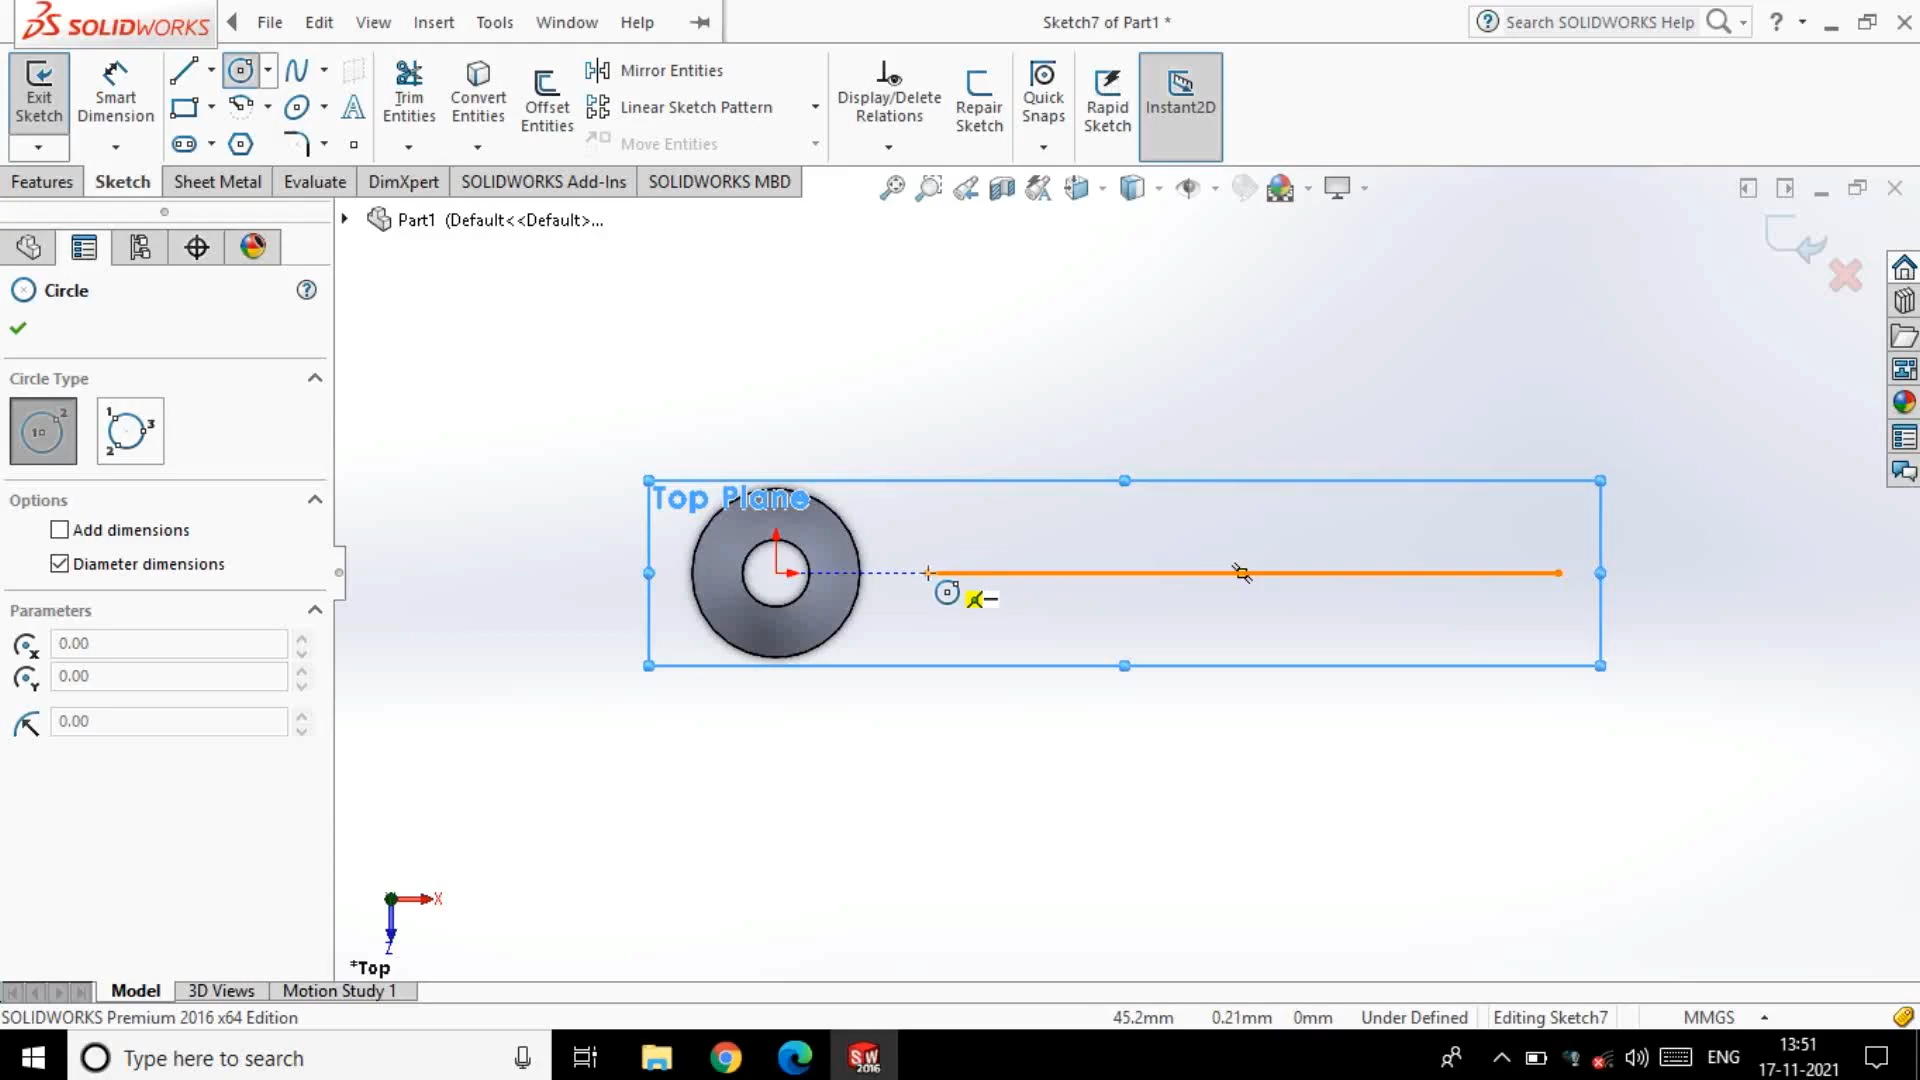 SOLIDWORKS
File Edit View Insert Tools Window Help
Sketch7 of Part1 *
Search SOLIDWORKS Help
Exit Sketch
Smart Dimension
Trim Entities
Convert Entities
Offset Entities
Mirror Entities
Linear Sketch Pattern
Move Entities
Display/Delete Relations
Repair Sketch
Quick Snaps
Rapid Sketch
Instant2D
Features Sketch Sheet Metal Evaluate DimXpert SOLIDWORKS Add-Ins SOLIDWORKS MBD
Part1 (Default<<Default>...
Circle
Circle Type
Options
Add dimensions
Diameter dimensions
Parameters
0.00
0.00
0.00
Top Plane
X
Z
*Top
Model 3D Views Motion Study 1
SOLIDWORKS Premium 2016 x64 Edition
45.2mm 0.21mm 0mm Under Defined Editing Sketch7 MMGS
Type here to search
SW 2016
ENG
13:51
17-11-2021